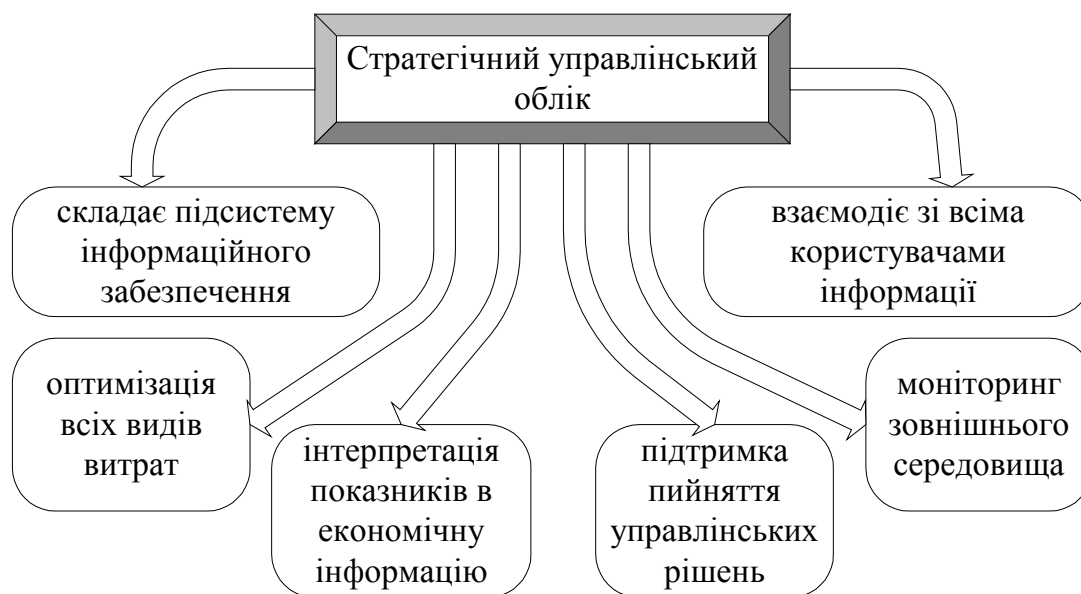 Стратегічний управлінський
облік
складає підсистему
інформаційного
забезпечення
взаємодіє зі всіма
користувачами
інформації
оптимізація
всіх видів
витрат
інтерпретація
показників в
економічну
інформацію
підтримка
пийняття
управлінських
рішень
моніторинг
зовнішнього
середовища